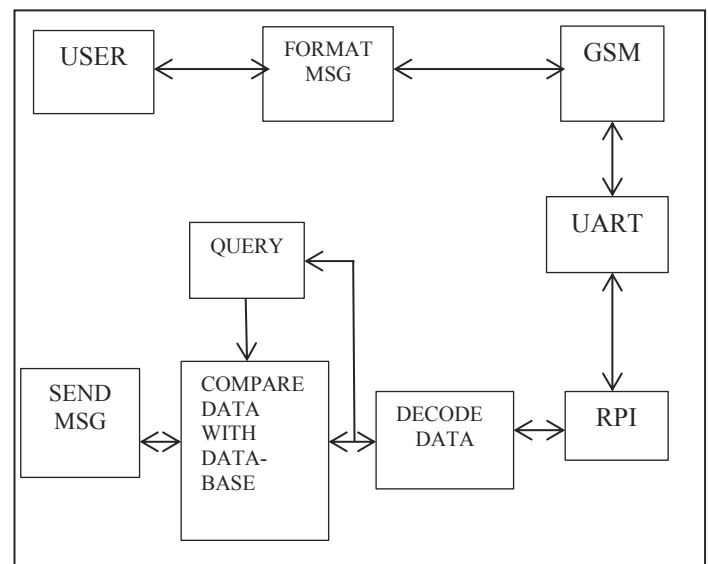 USER
FORMAT
MSG
GSM
UART
QUERY
SEND
MSG
COMPARE
DATA
WITH
DATA-
BASE
DECODE
DATA
RPI